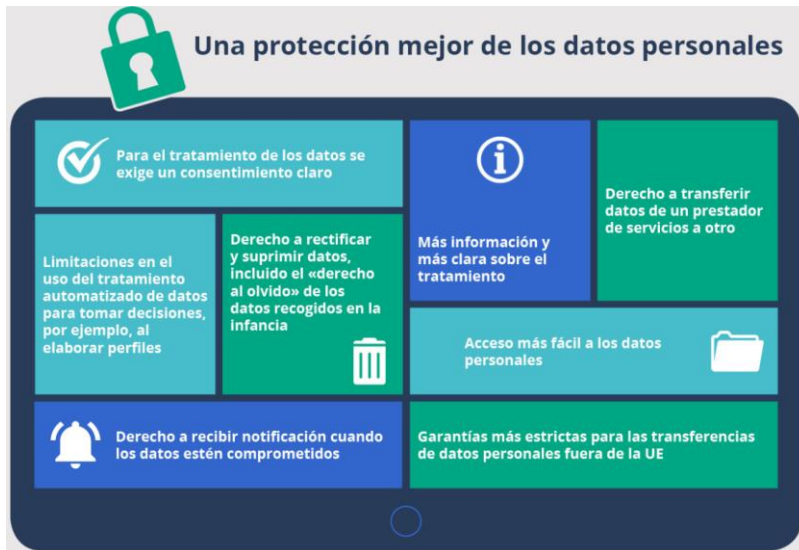 Una protección mejor de los datos personales
Para el tratamiento de los datos se
exige un consentimiento claro
Limitaciones en el
uso del tratamiento
automatizado de datos
para tomar decisiones,
por ejemplo, al
elaborar perfiles
Derecho a rectificar
y suprimir datos,
incluido el «derecho
al olvido» de los
datos recogidos en la
infancia
Más información y
más clara sobre el
tratamiento
Derecho a transferir
datos de un prestador
de servicios a otro
Acceso más fácil a los datos
personales
Derecho a recibir notificación cuando
los datos estén comprometidos
Garantías más estrictas para las transferencias
de datos personales fuera de la UE